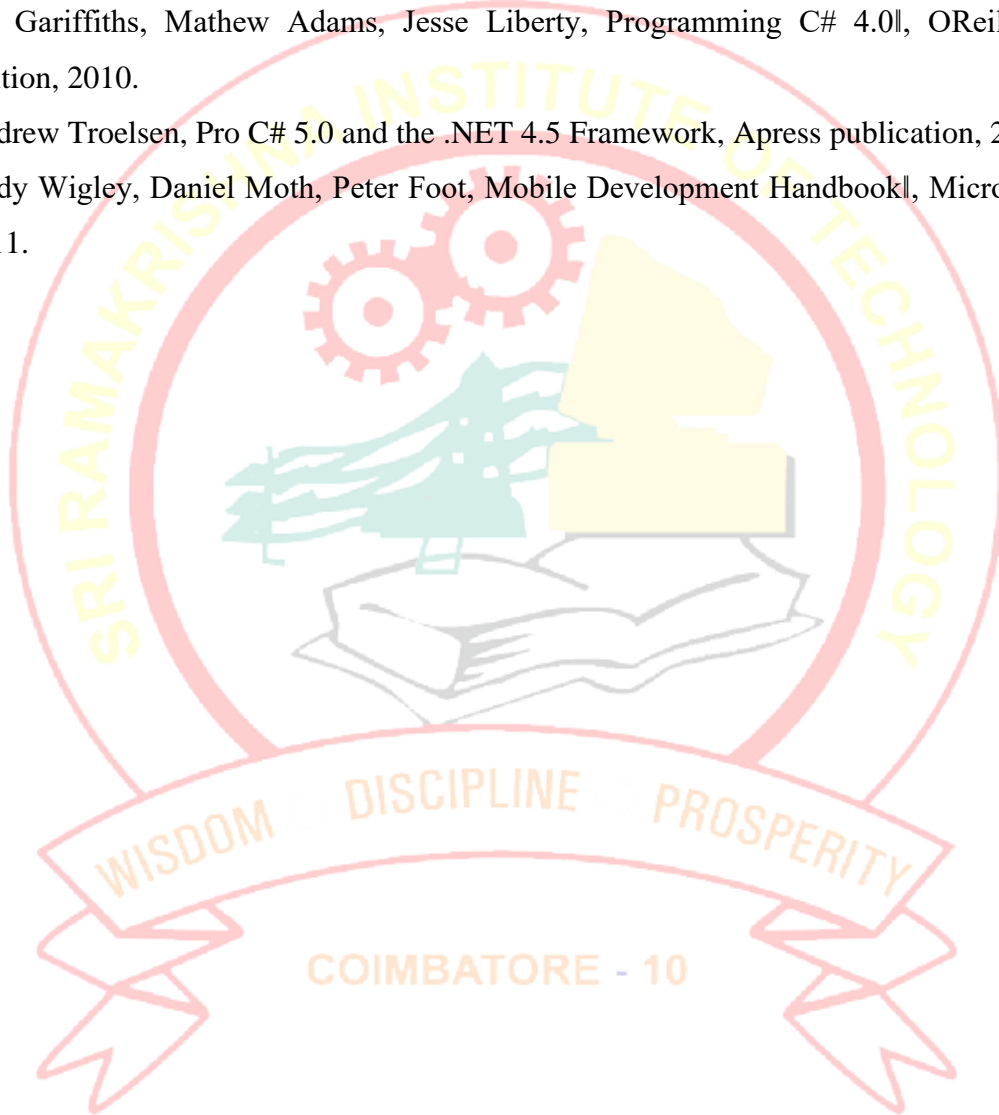 Gariffiths, Mathew Adams, Jesse Liberty, Programming C# 4.0‖, OReil
tion, 2010.
drew Troelsen, Pro C# 5.0 and the .NET 4.5 Framework, Apress publication, 2
dy Wigley, Daniel Moth, Peter Foot, Mobile Development Handbook‖, Micro
11.
SRI RAMAKRISHNA INSTITUTE OF TECHNOLOGY
WISDOM DISCIPLINE PROSPERITY
COIMBATORE - 10